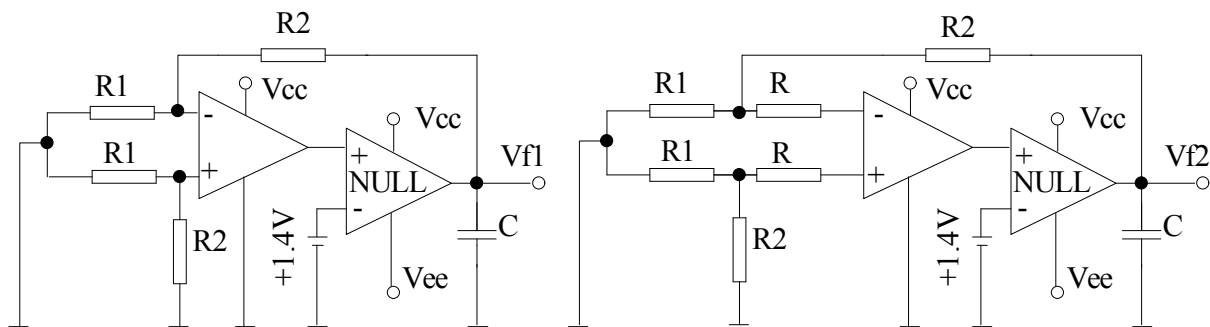 R2
R1
Vcc
-
Vcc
R1
+
+
NULL
-
Vf1
R2
+1.4V
C
Vee
R2
R1
R
Vcc
-
Vcc
R1
R
+
+
NULL
-
Vf2
R2
+1.4V
C
Vee